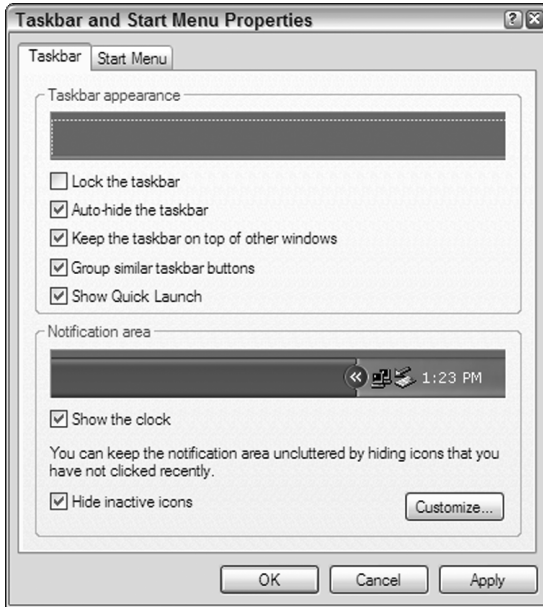 Taskbar and Start Menu Properties
Taskbar
Start Menu
Taskbar appearance
Lock the taskbar
Auto-hide the taskbar
Keep the taskbar on top of other windows
Group similar taskbar buttons
Show Quick Launch
Notification area
1:23 PM
Show the clock
You can keep the notification area uncluttered by hiding icons that you
have not clicked recently.
Hide inactive icons
Customize...
OK
Cancel
Apply